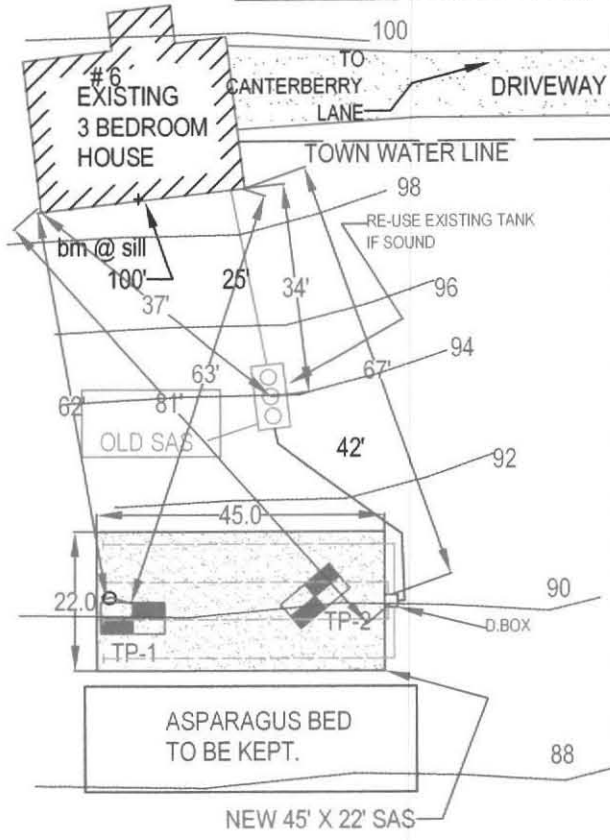 100
TO
CANTERBERRY
LANE
DRIVEWAY
# 6
EXISTING
3 BEDROOM
HOUSE
TOWN WATER LINE
98
RE-USE EXISTING TANK
IF SOUND
bm @ sill
100'
25'
34'
37'
96
94
63'
67'
62'
81'
OLD SAS
42'
92
45.0
22.0
90
TP-1
TP-2
D.BOX
ASPARAGUS BED
TO BE KEPT.
88
NEW 45' X 22' SAS